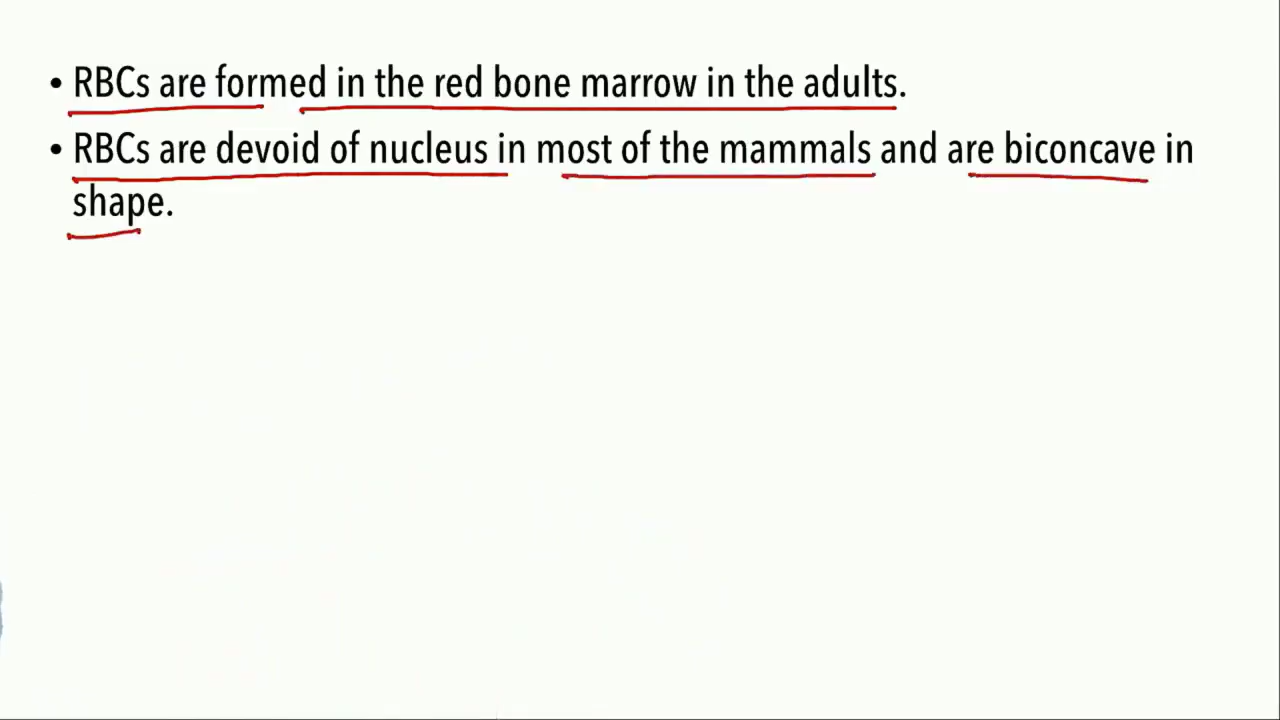 • RBCs are formed in the red bone marrow in the adults.
• RBCs are devoid of nucleus in most of the mammals and are biconcave in
shape.